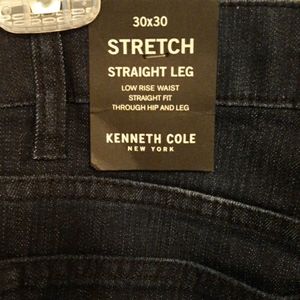 30x30
STRETCH
STRAIGHT LEG
LOW RISE WAIST
STRAIGHT FIT
THROUGH HIP AND LEG
KENNETH COLE
NEW YORK